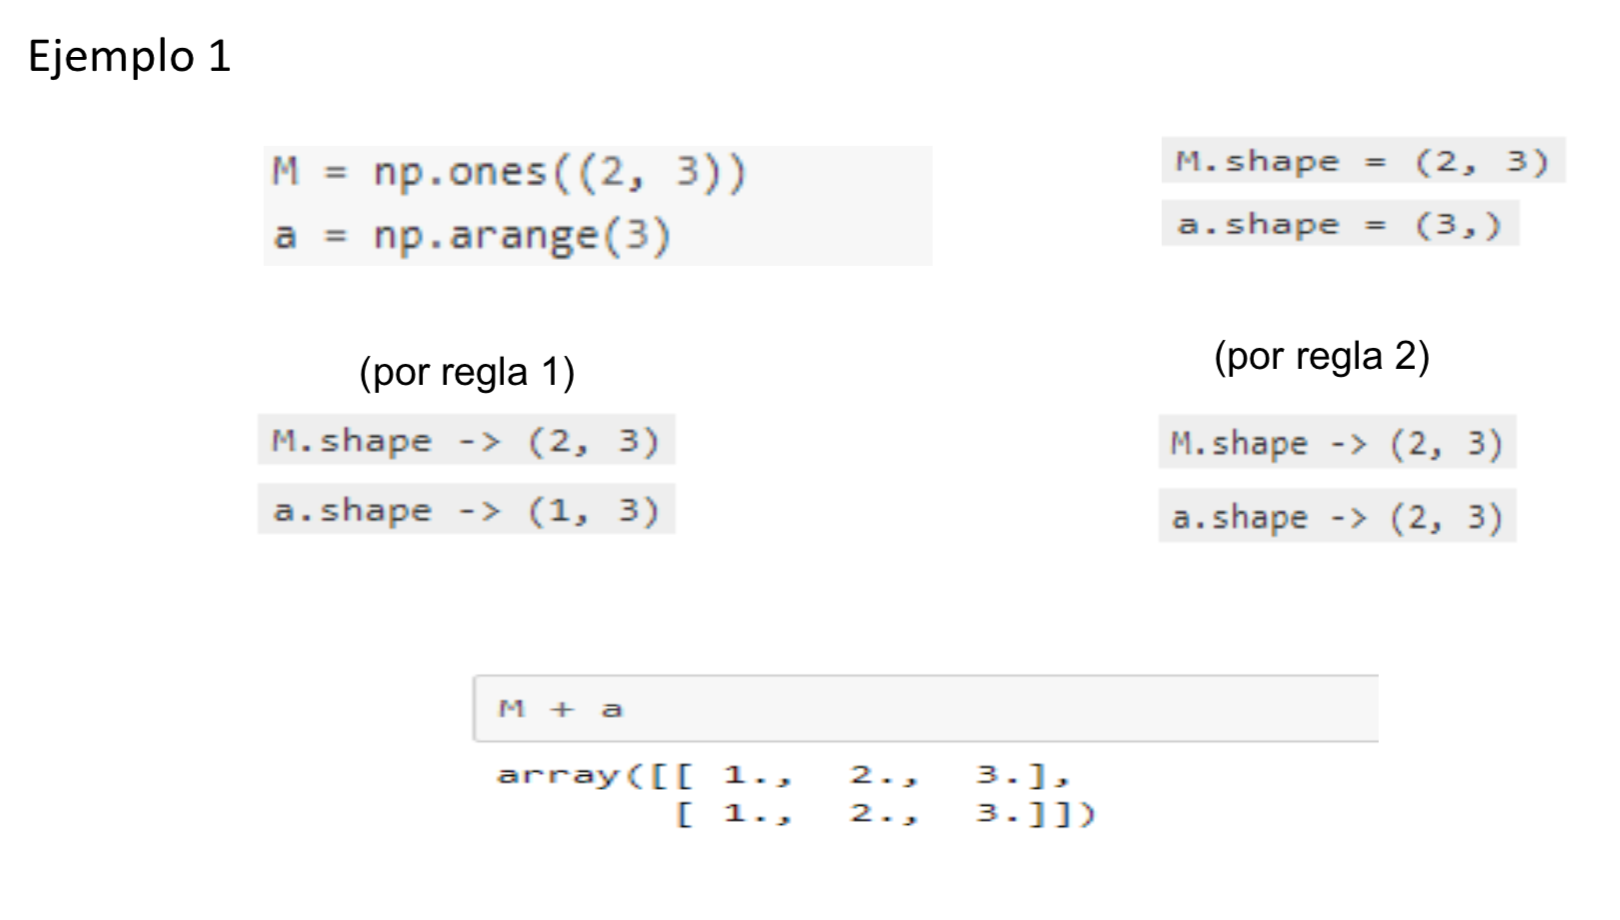 Ejemplo 1
M = np.ones((2, 3))
a = np.arange(3)
M.shape = (2, 3)
a.shape = (3,)
(por regla 1)
M.shape -> (2, 3)
a.shape -> (1, 3)
(por regla 2)
M.shape -> (2, 3)
a.shape -> (2, 3)
M + a
array([[ 1.,  2.,  3.],
       [ 1.,  2.,  3.]])